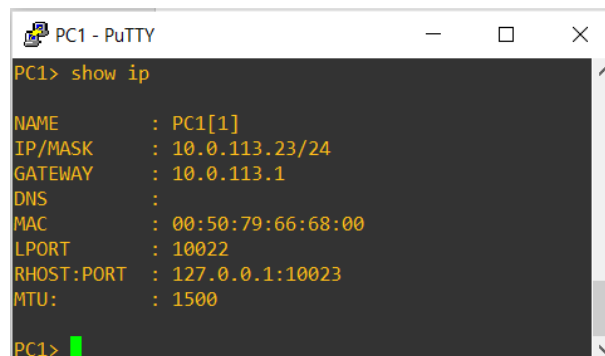 PC1 - PuTTY
PC1> show ip
NAME        : PC1[1]
IP/MASK     : 10.0.113.23/24
GATEWAY     : 10.0.113.1
DNS         :
MAC         : 00:50:79:66:68:00
LPORT       : 10022
RHOST:PORT  : 127.0.0.1:10023
MTU:        : 1500
PC1>